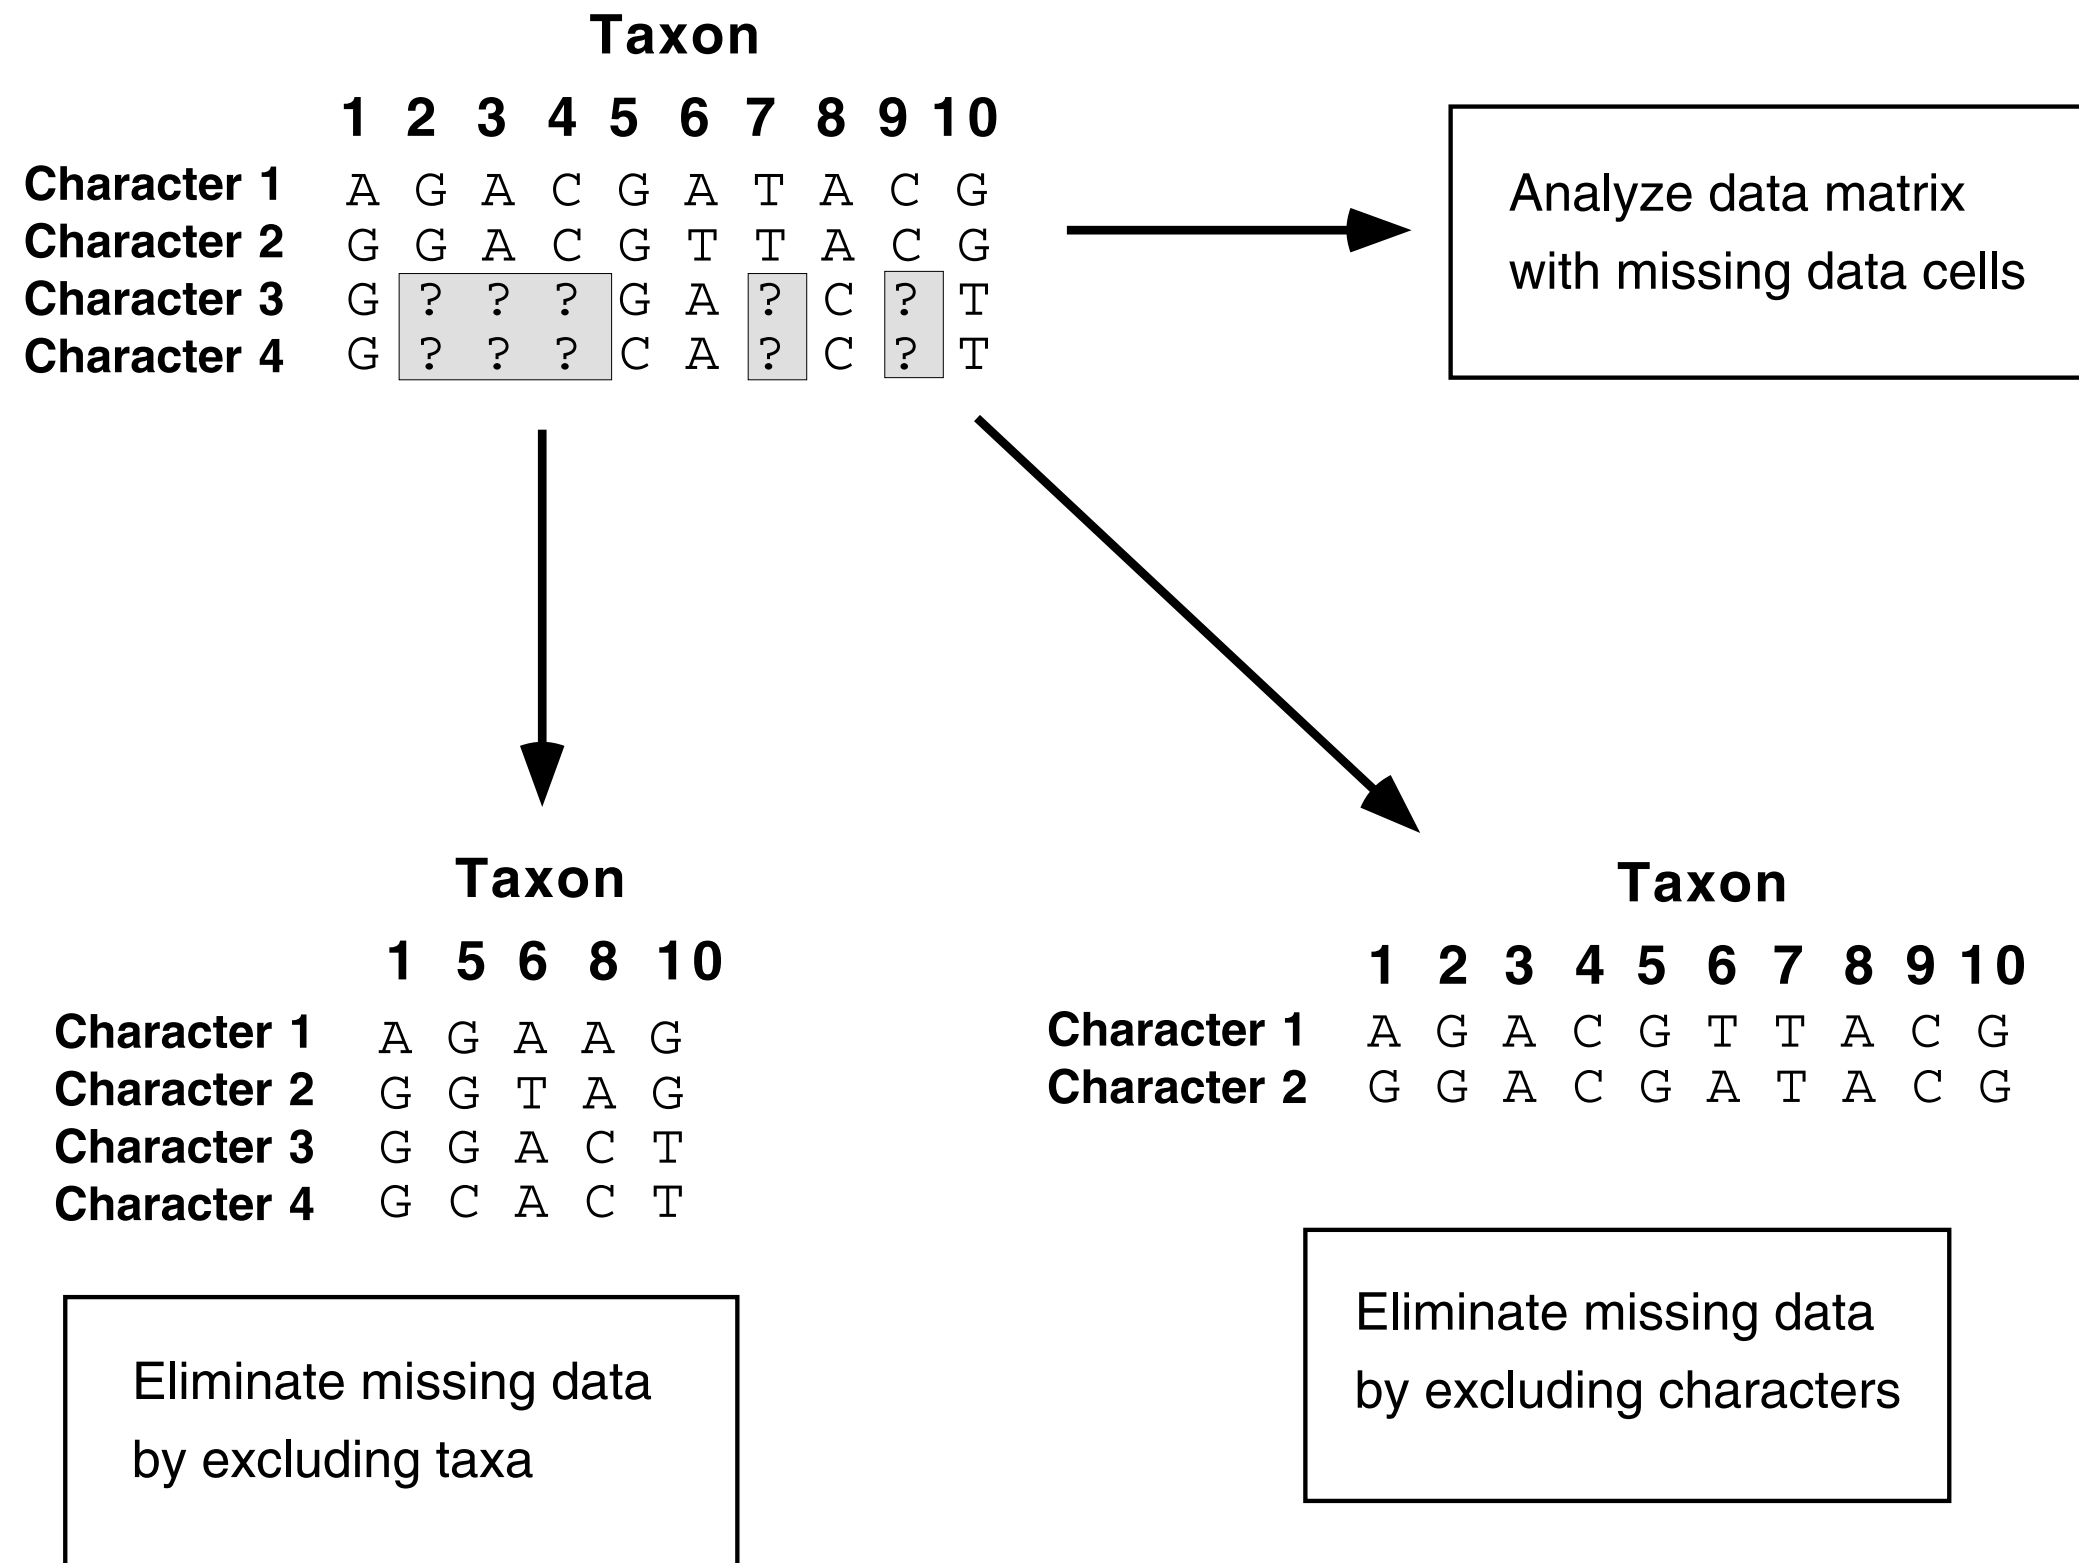 Taxon
1 2 3 4 5 6 7 8 9 10
Character 1 A G A C G A T A C G
Character 2 G G A C G T T A C G
Character 3 G ? ? ? G A ? C ? T
Character 4 G ? ? ? C A ? C ? T
Analyze data matrix
with missing data cells
Taxon
1 5 6 8 10
Character 1 A G A A G
Character 2 G G T A G
Character 3 G G A C T
Character 4 G C A C T
Eliminate missing data
by excluding taxa
Taxon
1 2 3 4 5 6 7 8 9 10
Character 1 A G A C G T T A C G
Character 2 G G A C G A T A C G
Eliminate missing data
by excluding characters